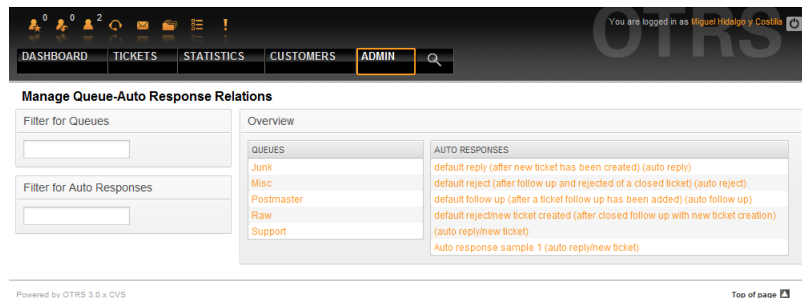 0 0 2
You are logged in as Miguel Hidalgo y Costilla
OTRS
DASHBOARD TICKETS STATISTICS CUSTOMERS ADMIN
Manage Queue-Auto Response Relations
Filter for Queues
Filter for Auto Responses
Overview
QUEUES AUTO RESPONSES
Junk default reply (after new ticket has been created) (auto reply)
Misc default reject (after follow up and rejected of a closed ticket) (auto reject)
Postmaster default follow up (after a ticket follow up has been added) (auto follow up)
Raw default reject/new ticket created (after closed follow up with new ticket creation)
Support (auto reply/new ticket)
Auto response sample 1 (auto reply/new ticket)
Powered by OTRS 3.0.x CVS Top of page